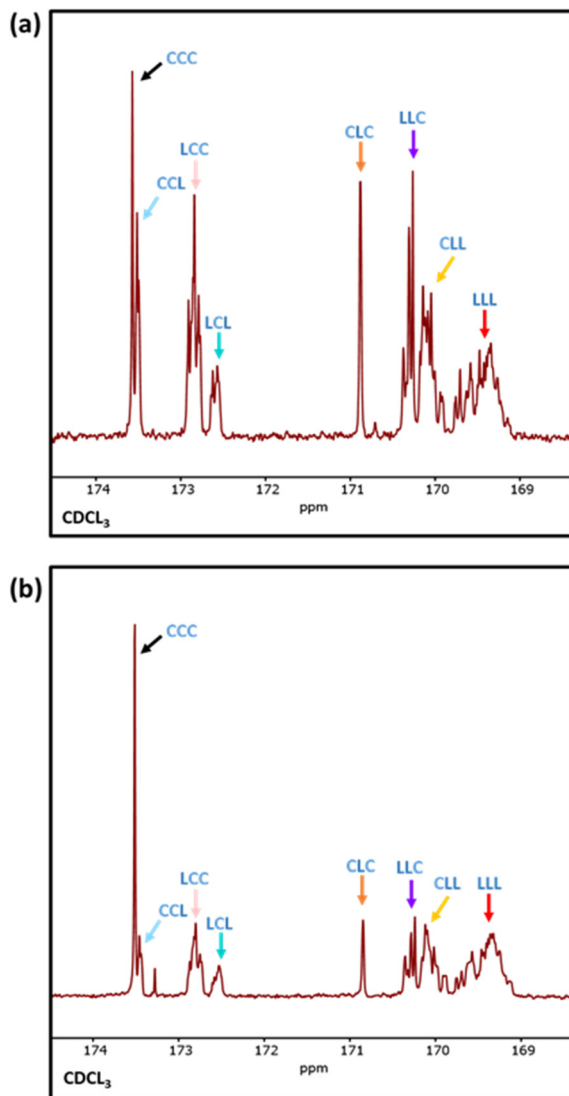 (a)
CCC
CCL
LCC
LCL
CLC
LLC
CLL
LLL
174 173 172 171 170 169
ppm
CDCL₃
(b)
CCC
CCL
LCC
LCL
CLC
LLC
CLL
LLL
174 173 172 171 170 169
ppm
CDCL₃